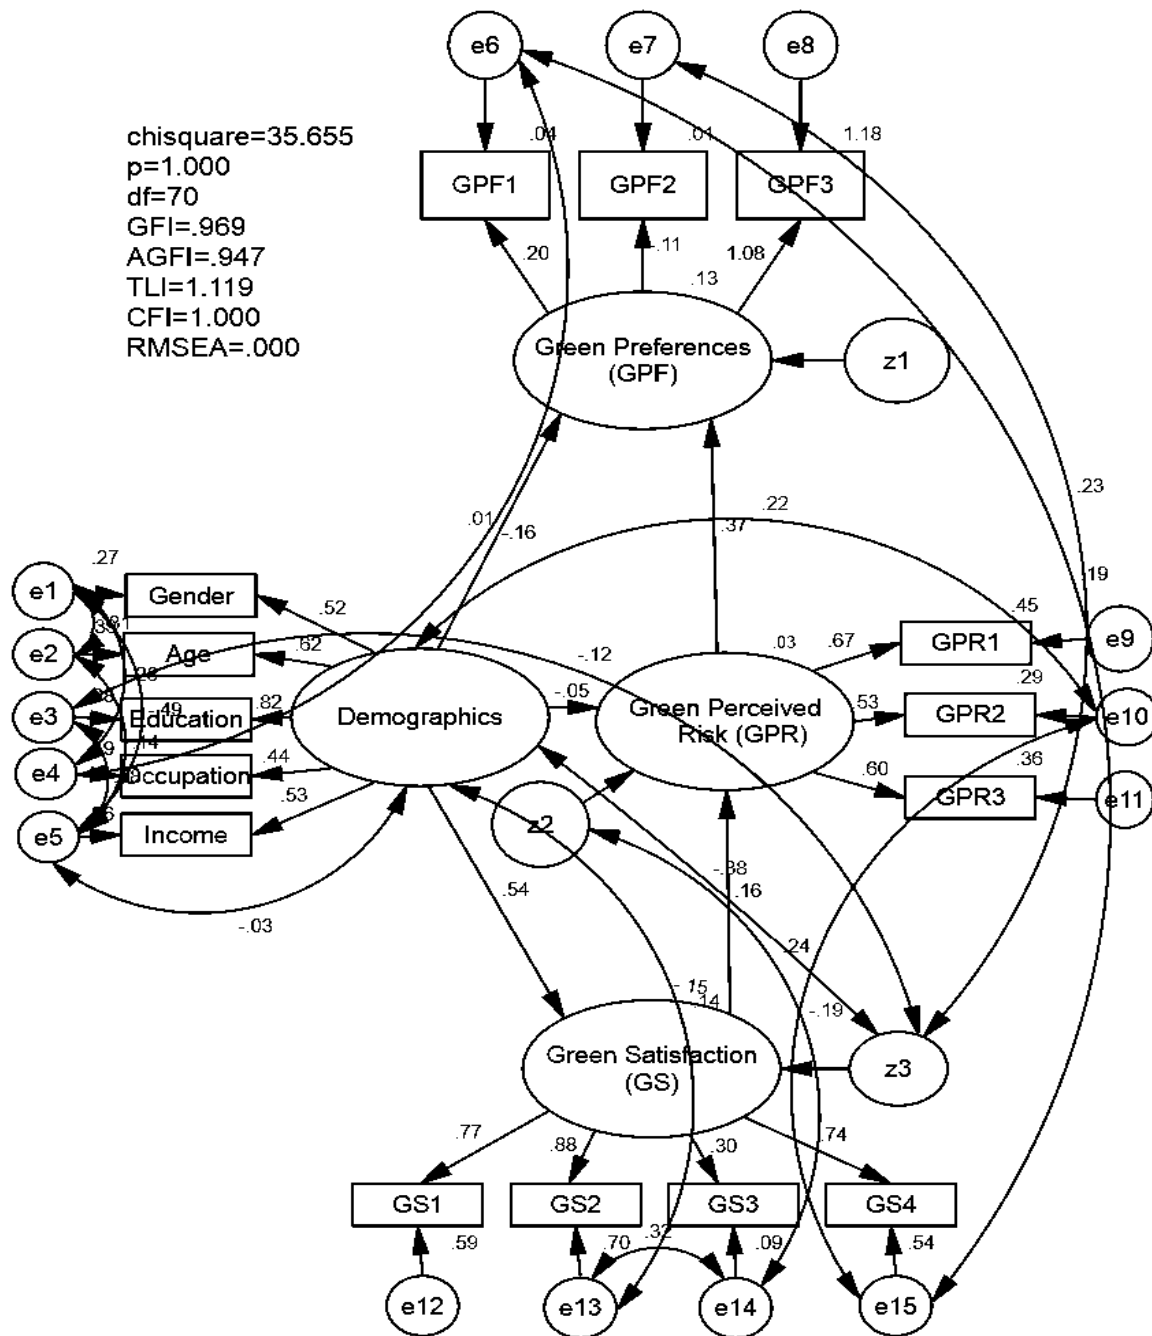 e6
e7
e8
chisquare=35.655
p=1.000
df=70
GFI=.969
AGFI=.947
TLI=1.119
CFI=1.000
RMSEA=.000
.04
.01
1.18
GPF1
GPF2
GPF3
.20
-.11
1.08
.13
Green Preferences
(GPF)
z1
.01
-.16
.37
.22
.23
.19
.27
e1
Gender
.52
.45
e2
Age
.62
-.12
.03
.67
GPR1
e9
.29
e3
.49
Education
.82
Demographics
-.05
Green Perceived
Risk (GPR)
.53
GPR2
e10
.14
e4
Occupation
.44
.36
.60
GPR3
e11
e5
Income
.53
z2
-.03
.54
-.38
.16
.24
-.15
.14
-.19
Green Satisfaction
(GS)
z3
.77
.88
.30
.74
GS1
GS2
GS3
GS4
.59
.70
.32
.09
.54
e12
e13
e14
e15